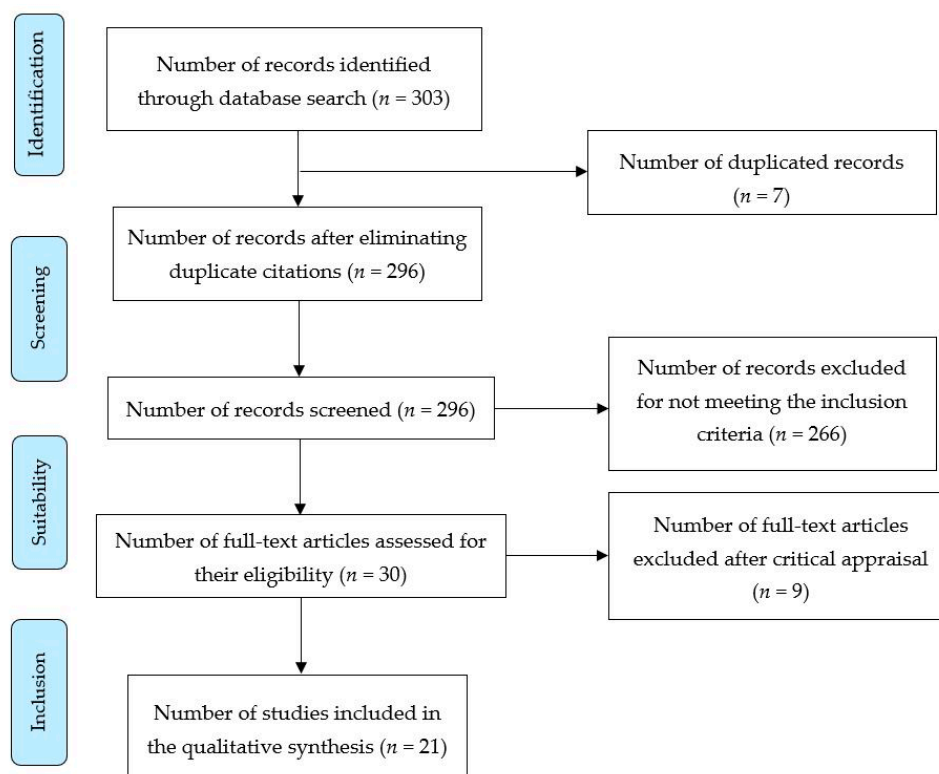 Identification
Number of records identified
through database search (n = 303)
Number of duplicated records
(n = 7)
Screening
Number of records after eliminating
duplicate citations (n = 296)
Number of records screened (n = 296)
Number of records excluded
for not meeting the inclusion
criteria (n = 266)
Suitability
Number of full-text articles assessed for
their eligibility (n = 30)
Number of full-text articles
excluded after critical appraisal
(n = 9)
Inclusion
Number of studies included in
the qualitative synthesis (n = 21)